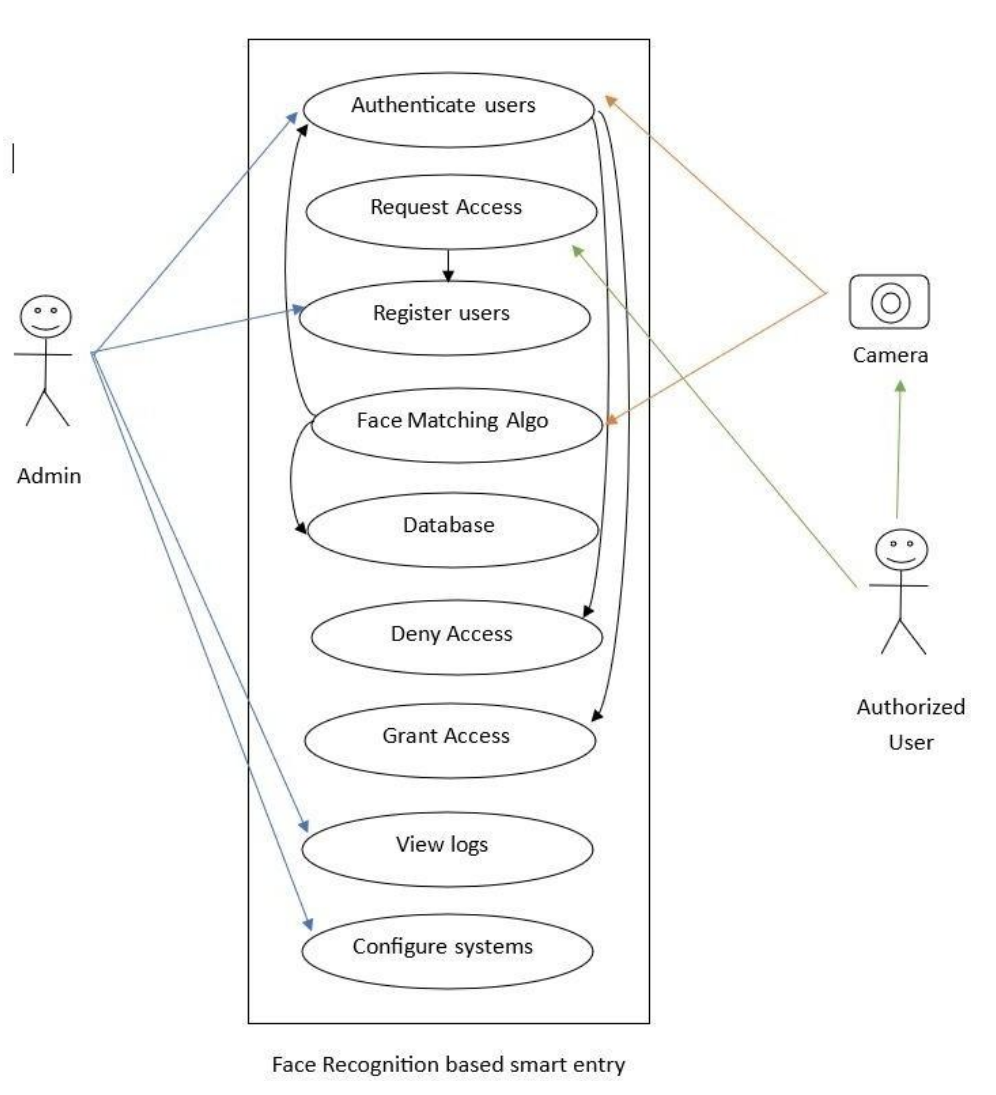 Authenticate users
Request Access
Register users
Face Matching Algo
Database
Deny Access
Grant Access
View logs
Configure systems
Admin
Camera
Authorized
User
Face Recognition based smart entry